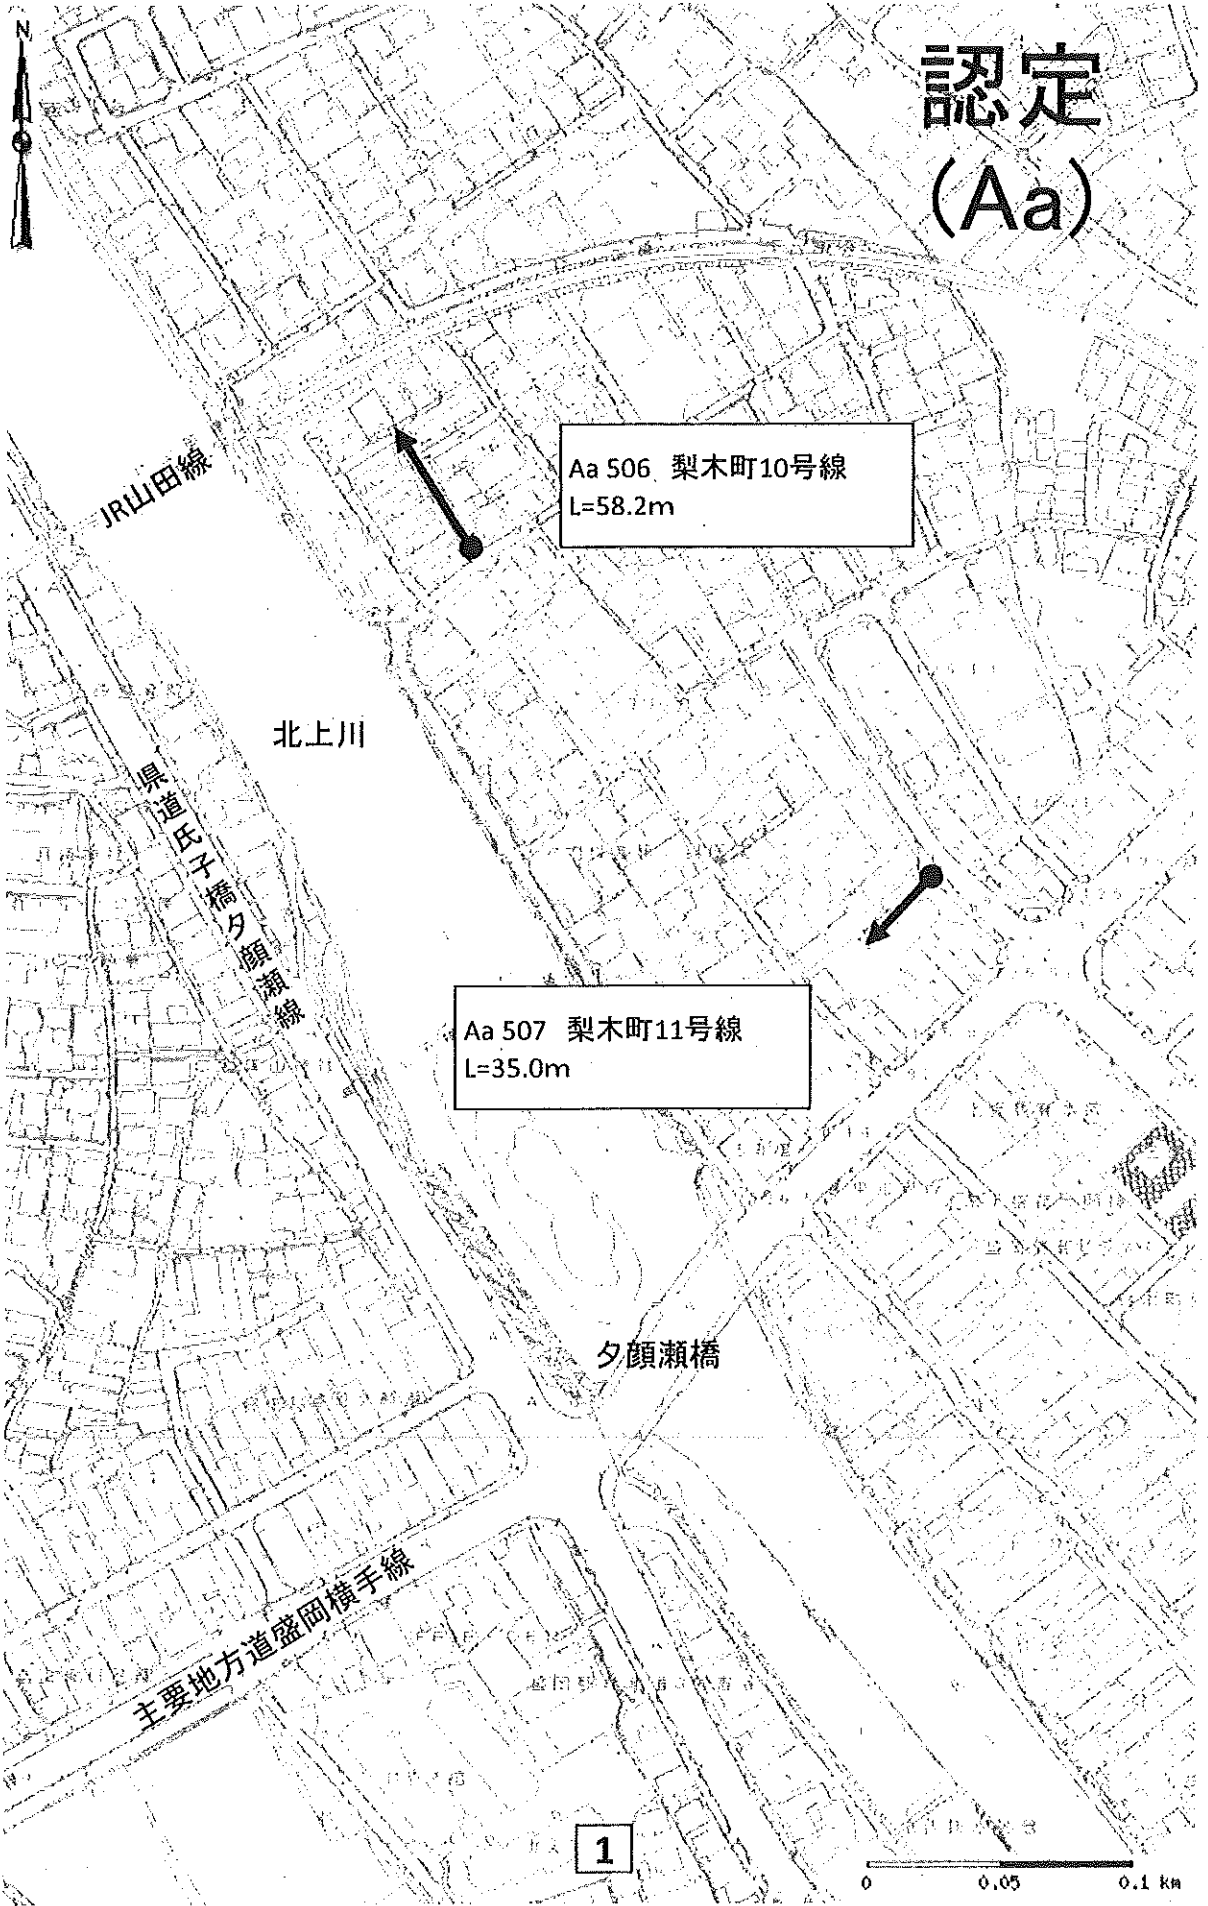 N
認定
(Aa)
Aa 506 梨木町10号線
L=58.2m
JR山田線
北上川
県道氏子橋夕顔瀬線
Aa 507 梨木町11号線
L=35.0m
夕顔瀬橋
主要地方道盛岡横手線
1
0 0.05 0.1 km